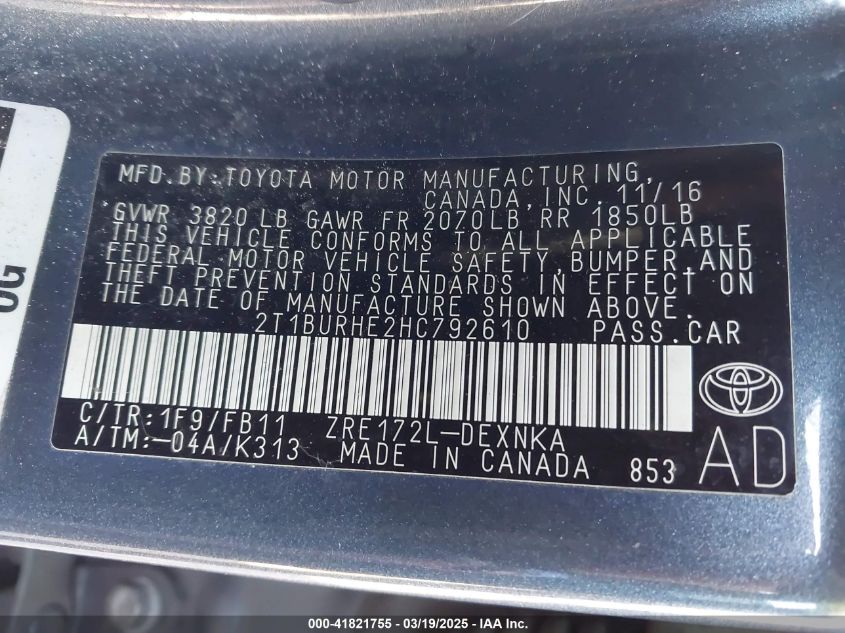 MFD.BY:TOYOTA MOTOR MANUFACTURING,
CANADA, INC. 11/16
GVWR 3820 LB GAWR FR 2070LB RR 1850LB
THIS VEHICLE CONFORMS TO ALL APPLICABLE
FEDERAL MOTOR VEHICLE SAFETY,BUMPER,AND
THEFT PREVENTION STANDARDS IN EFFECT ON
THE DATE OF MANUFACTURE SHOWN ABOVE.
2T1BURHE2HC792610 PASS.CAR
C/TR:1F9/FB11 ZRE172L-DEXNKA
A/TM:-04A/K313 MADE IN CANADA 853
AD
OG
000-41821755 - 03/19/2025 - IAAI.COM